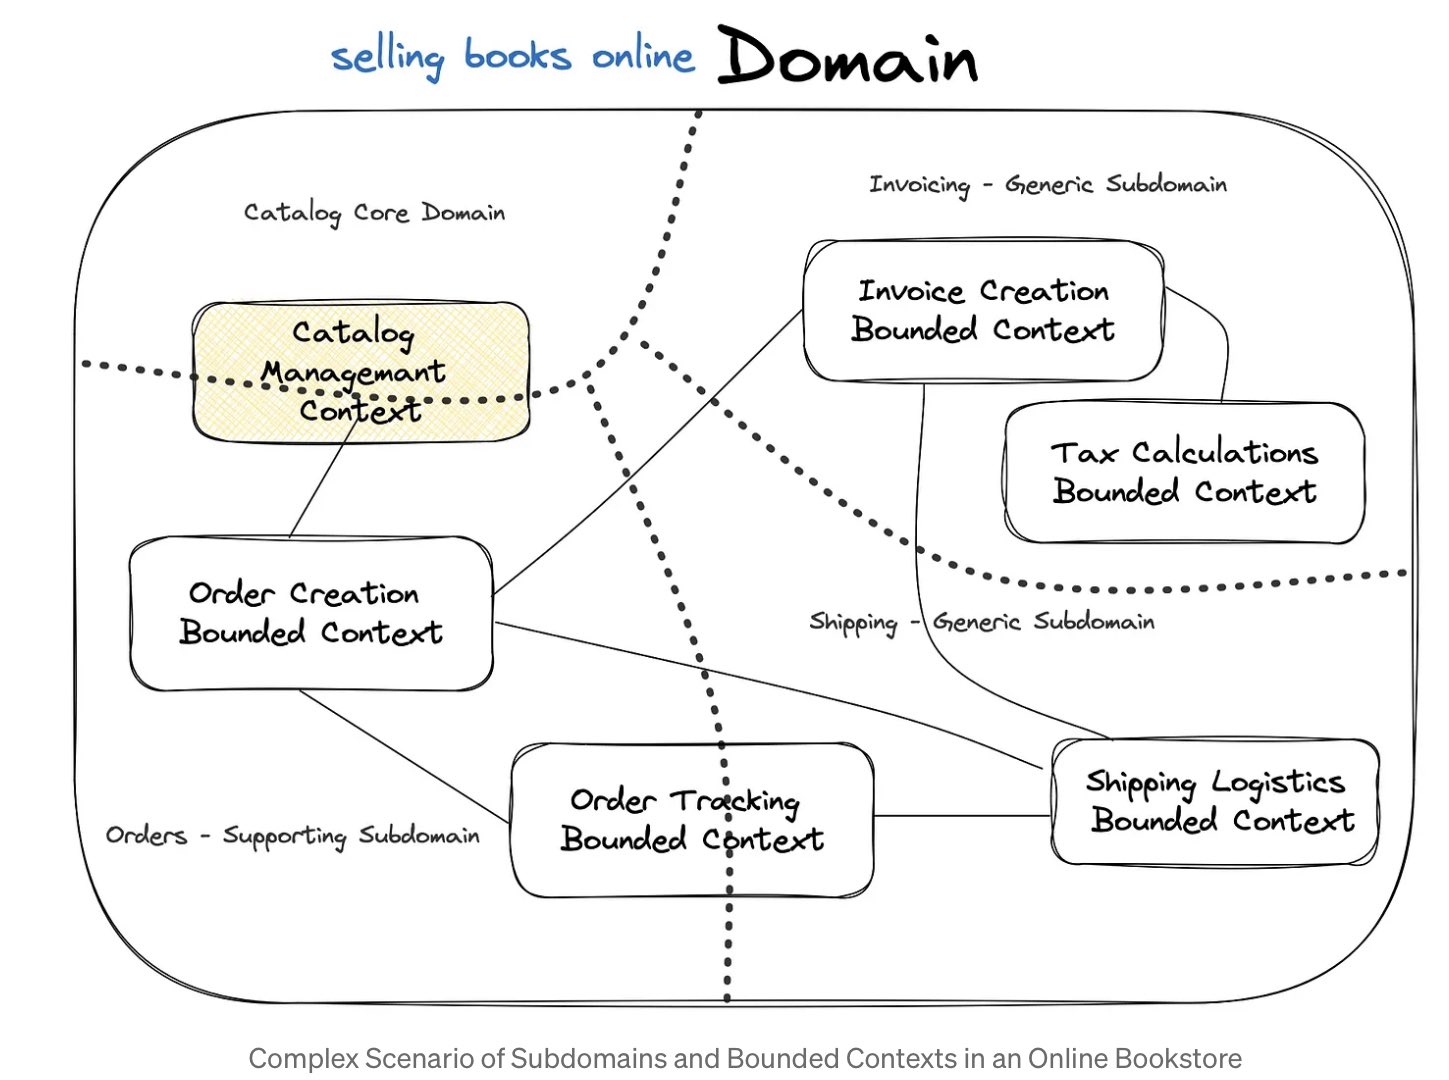 selling books online Domain
Catalog Core Domain
Invoicing - Generic Subdomain
Catalog
Managemant
Context
Invoice Creation
Bounded Context
Tax Calculations
Bounded Context
Order Creation
Bounded Context
Shipping - Generic Subdomain
Orders - Supporting Subdomain
Order Tracking
Bounded Context
Shipping Logistics
Bounded Context
Complex Scenario of Subdomains and Bounded Contexts in an Online Bookstore